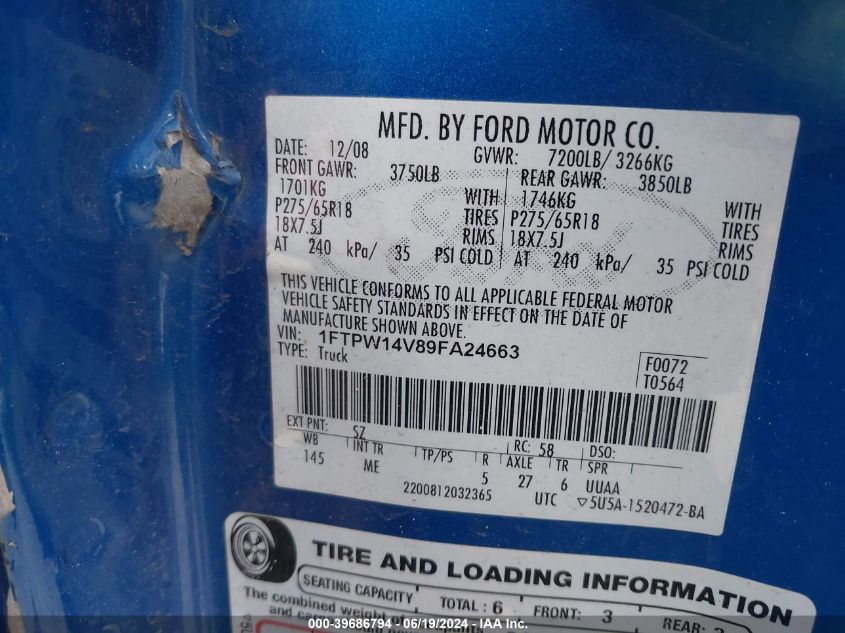 MFD. BY FORD MOTOR CO.
DATE: 12/08 GVWR: 7200LB/ 3266KG
FRONT GAWR: 3750LB REAR GAWR: 3850LB
1701KG WITH 1746KG WITH
P275/65R18 TIRES P275/65R18 TIRES
18X7.5J RIMS 18X7.5J RIMS
AT 240 kPa/ 35 PSI COLD AT 240 kPa/ 35 PSI COLD
THIS VEHICLE CONFORMS TO ALL APPLICABLE FEDERAL MOTOR
VEHICLE SAFETY STANDARDS IN EFFECT ON THE DATE OF
MANUFACTURE SHOWN ABOVE.
VIN: 1FTPW14V89FA24663
TYPE: Truck
F0072
T0564
EXT PNT: SZ RC: 58 DSO:
WB INT TR TP/PS R AXLE TR SPR
145 ME 5 27 6 UUAA
2200812032365 UTC ▽5U5A-1520472-BA
TIRE AND LOADING INFORMATION
SEATING CAPACITY TOTAL : 6 FRONT: 3 REAR:
The combined weight of
and
000-39686794 - 06/19/2024 - IAA Inc.